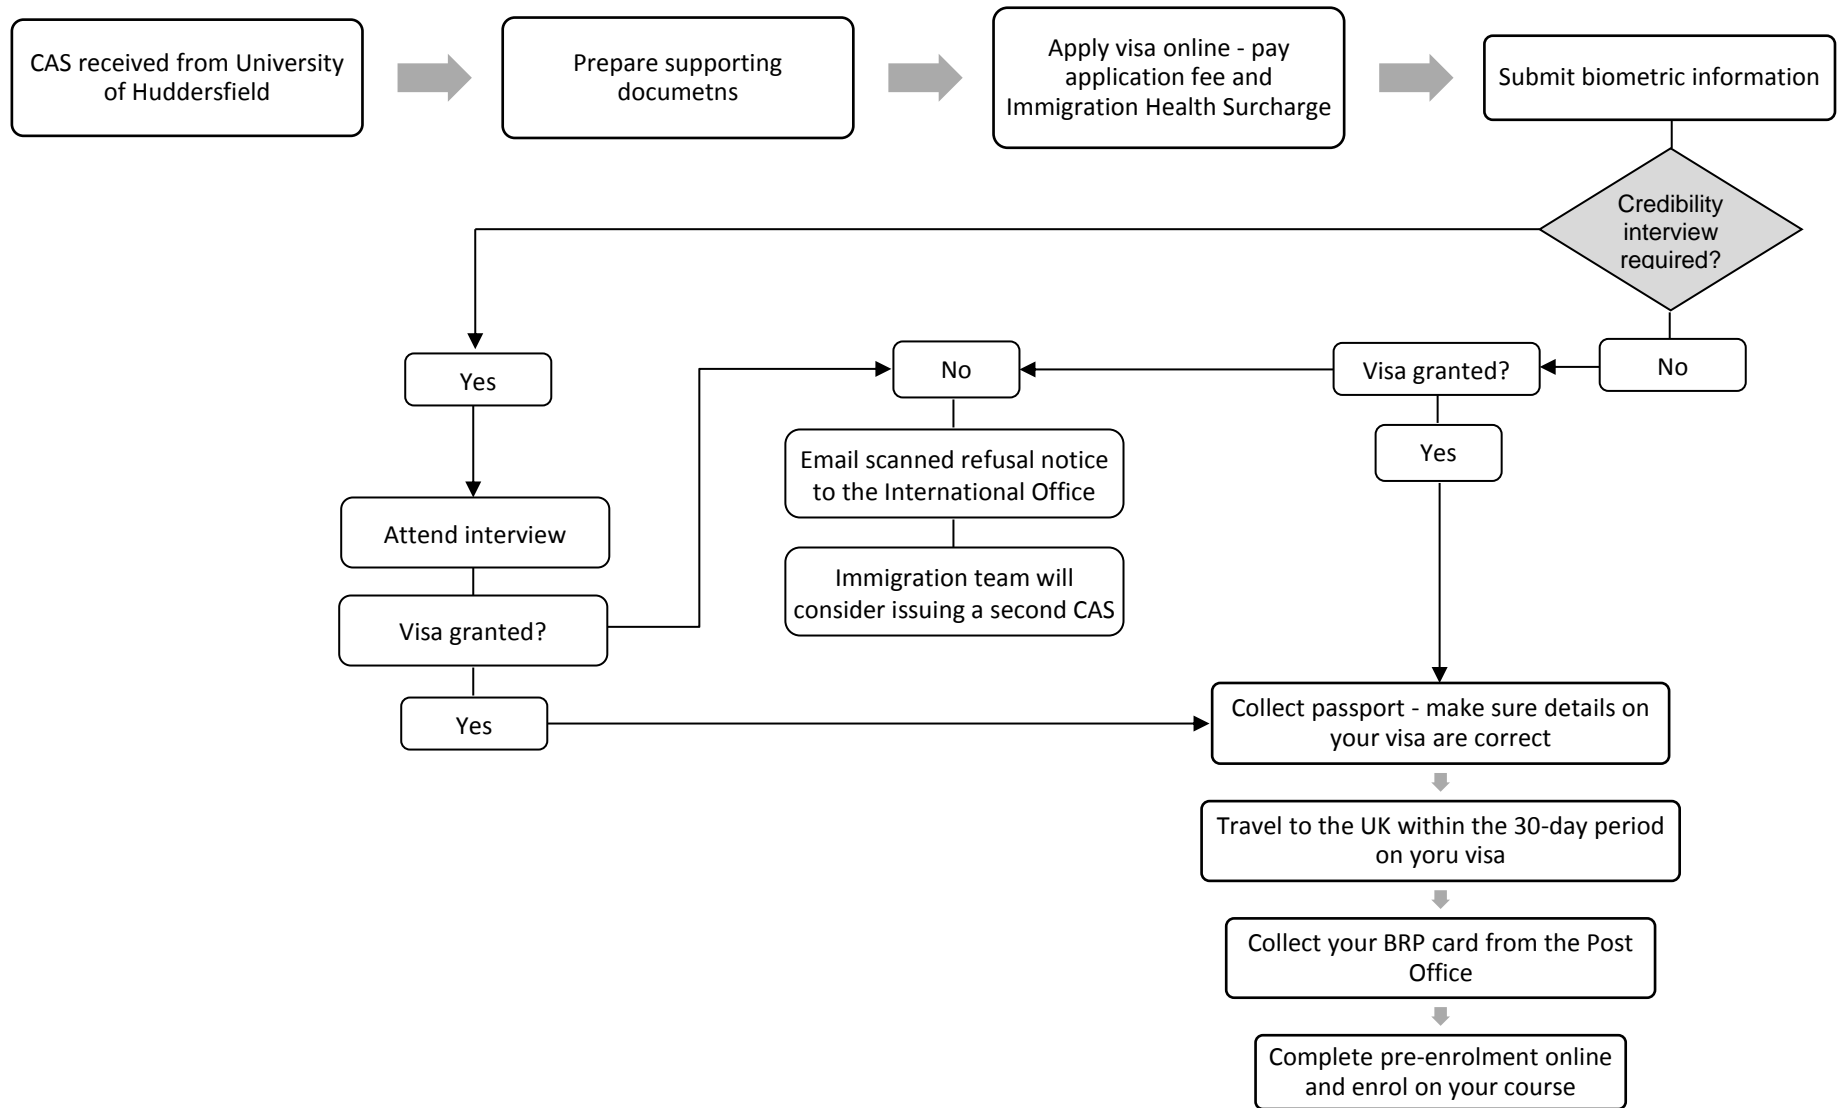 CAS received from University
of Huddersfield
Prepare supporting
documetns
Apply visa online - pay
application fee and
Immigration Health Surcharge
Submit biometric information
Credibility
interview
required?
Yes
No
Visa granted?
No
Email scanned refusal notice
to the International Office
Yes
Attend interview
Immigration team will
consider issuing a second CAS
Visa granted?
Yes
Collect passport - make sure details on
your visa are correct
Travel to the UK within the 30-day period
on yoru visa
Collect your BRP card from the Post
Office
Complete pre-enrolment online
and enrol on your course